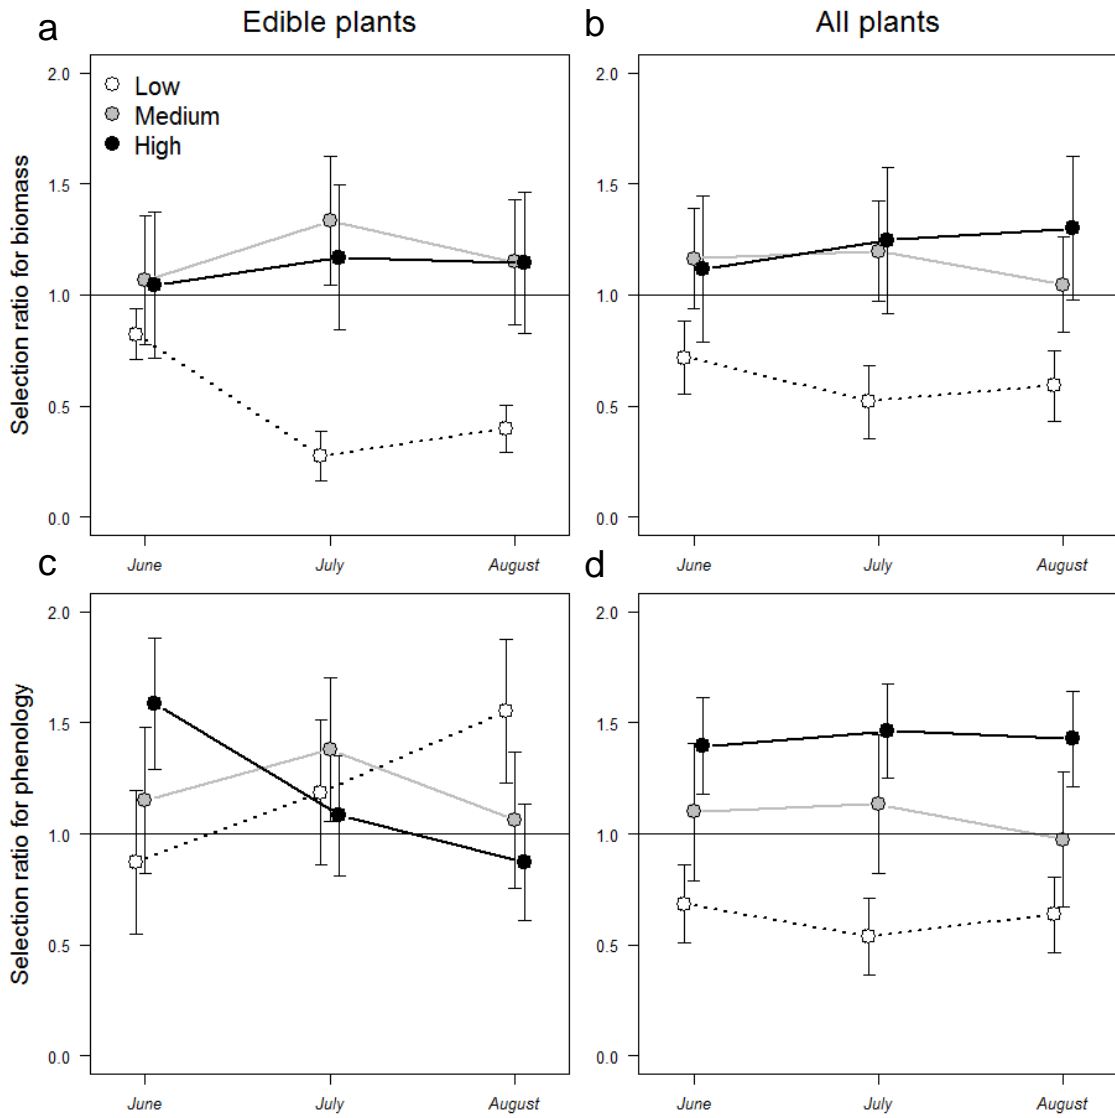 a Edible plants
b All plants
Low
Medium
High
Selection ratio for biomass
2.0
1.5
1.0
0.5
0.0
June July August
2.0
1.5
1.0
0.5
0.0
June July August
c
d
Selection ratio for phenology
2.0
1.5
1.0
0.5
0.0
June July August
2.0
1.5
1.0
0.5
0.0
June July August